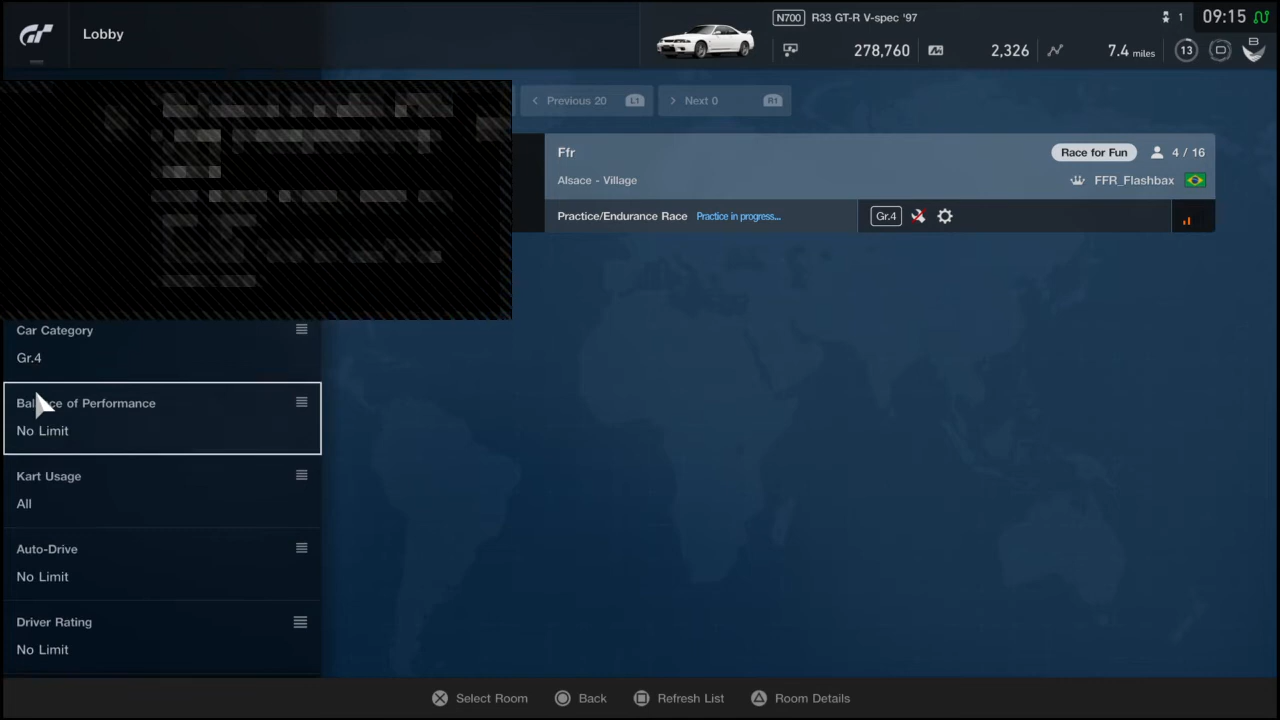 Lobby
N700 R33 GT-R V-spec '97
1
09:15
278,760
2,326
7.4 miles
13
B
Previous 20 L1
Next 0 R1
Ffr
Race for Fun
4 / 16
Alsace - Village
FFR_Flashbax
Practice/Endurance Race Practice in progress...
Gr.4
Car Category
Gr.4
Balance of Performance
No Limit
Kart Usage
All
Auto-Drive
No Limit
Driver Rating
No Limit
Select Room
Back
Refresh List
Room Details